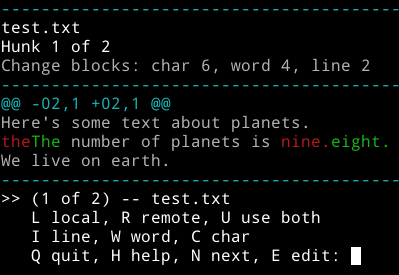 test.txt
Hunk 1 of 2
Change blocks: char 6, word 4, line 2
@@ -02,1 +02,1 @@
Here's some text about planets.
theThe number of planets is nine.eight.
We live on earth.
>> (1 of 2) -- test.txt
L local, R remote, U use both
I line, W word, C char
Q quit, H help, N next, E edit: